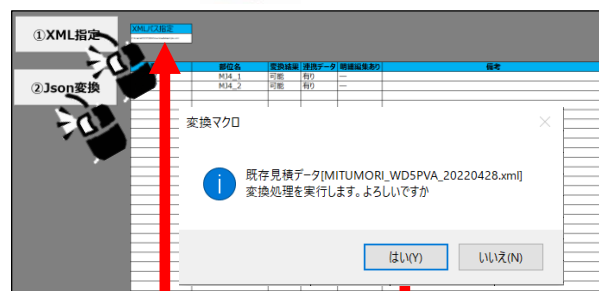 ①XML指定
XMLパス指定
部位名 変換結果 連携データ 明細編集あり 備考
MJ4_1 可能 有り ―
MJ4_2 可能 有り ―
②Json変換
変換マクロ
既存見積データ[MITUMORI_WD5PVA_20220428.xml]
変換処理を実行します。よろしいですか
はい(Y) いいえ(N)